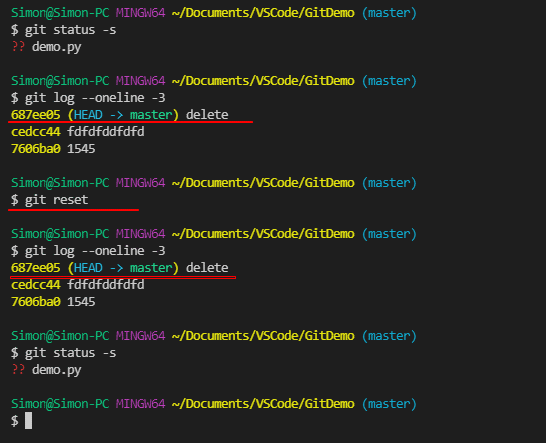 Simon@Simon-PC MINGW64 ~/Documents/VSCode/GitDemo (master)
$ git status -s
?? demo.py
Simon@Simon-PC MINGW64 ~/Documents/VSCode/GitDemo (master)
$ git log --oneline -3
687ee05 (HEAD -> master) delete
cedcc44 fdfdfddfdfd
7606ba0 1545
Simon@Simon-PC MINGW64 ~/Documents/VSCode/GitDemo (master)
$ git reset
Simon@Simon-PC MINGW64 ~/Documents/VSCode/GitDemo (master)
$ git log --oneline -3
687ee05 (HEAD -> master) delete
cedcc44 fdfdfddfdfd
7606ba0 1545
Simon@Simon-PC MINGW64 ~/Documents/VSCode/GitDemo (master)
$ git status -s
?? demo.py
Simon@Simon-PC MINGW64 ~/Documents/VSCode/GitDemo (master)
$